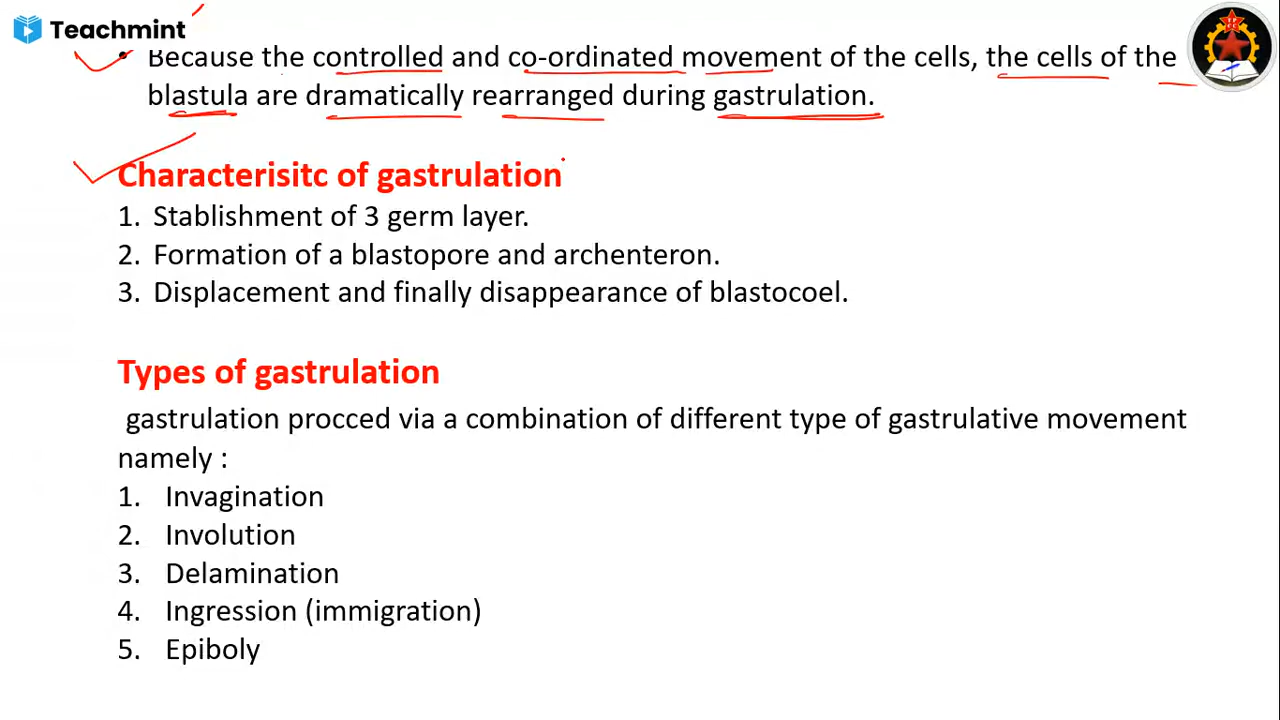 Teachmint
• Because the controlled and co-ordinated movement of the cells, the cells of the
blastula are dramatically rearranged during gastrulation.
Characterisitc of gastrulation
1. Stablishment of 3 germ layer.
2. Formation of a blastopore and archenteron.
3. Displacement and finally disappearance of blastocoel.
Types of gastrulation
gastrulation procced via a combination of different type of gastrulative movement
namely :
1. Invagination
2. Involution
3. Delamination
4. Ingression (immigration)
5. Epiboly